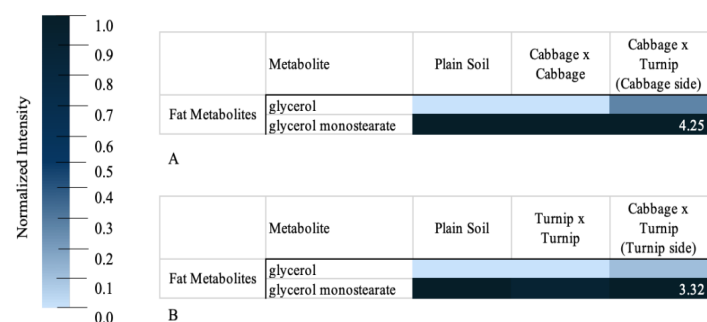 Normalized Intensity
1.0
0.9
0.8
0.7
0.6
0.5
0.4
0.3
0.2
0.1
0.0
Metabolite
Plain Soil
Cabbage x
Cabbage
Cabbage x
Turnip
(Cabbage side)
Fat Metabolites
glycerol
glycerol monostearate
4.25
A
Metabolite
Plain Soil
Turnip x
Turnip
Cabbage x
Turnip
(Turnip side)
Fat Metabolites
glycerol
glycerol monostearate
3.32
B